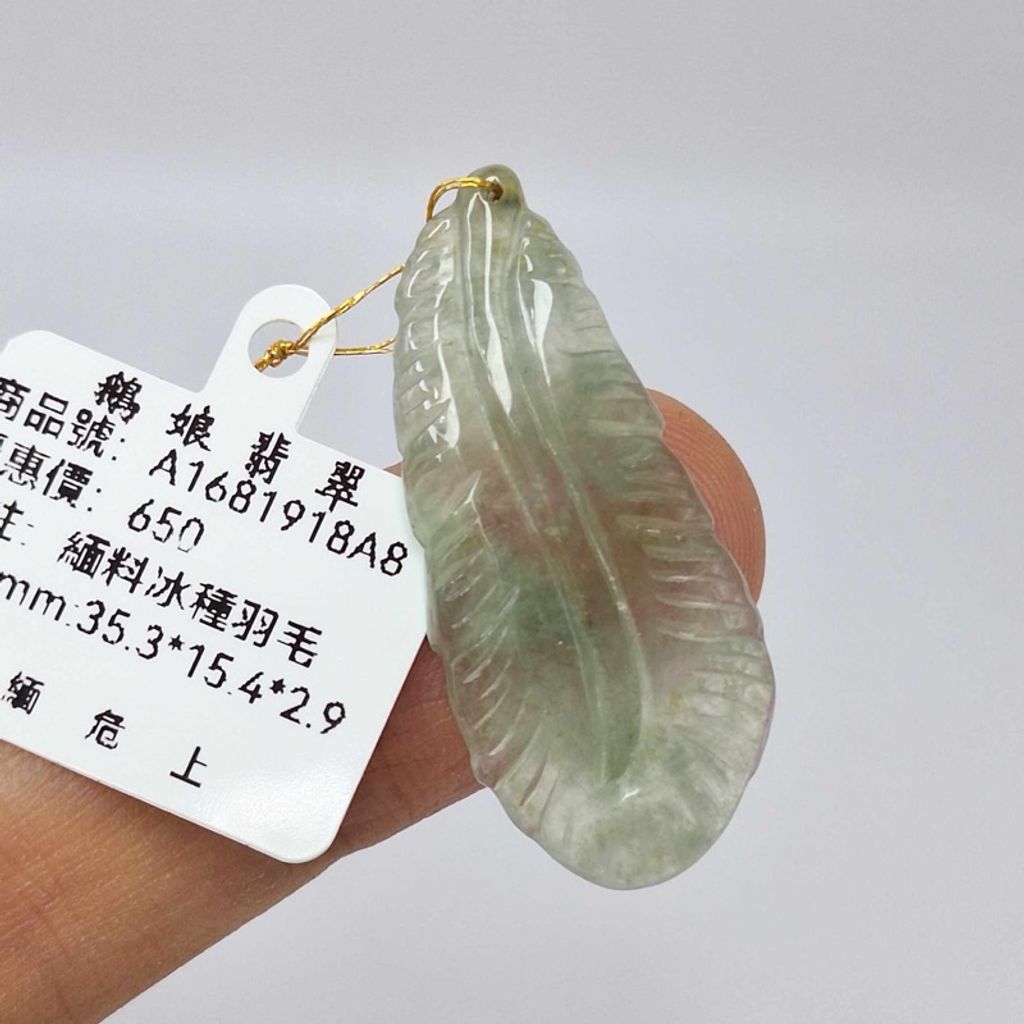 鵝娘翡翠
商品號: A1681918A8
惠價: 650
注: 緬料冰種羽毛
mm:35.3*15.4*2.9
緬 危 上